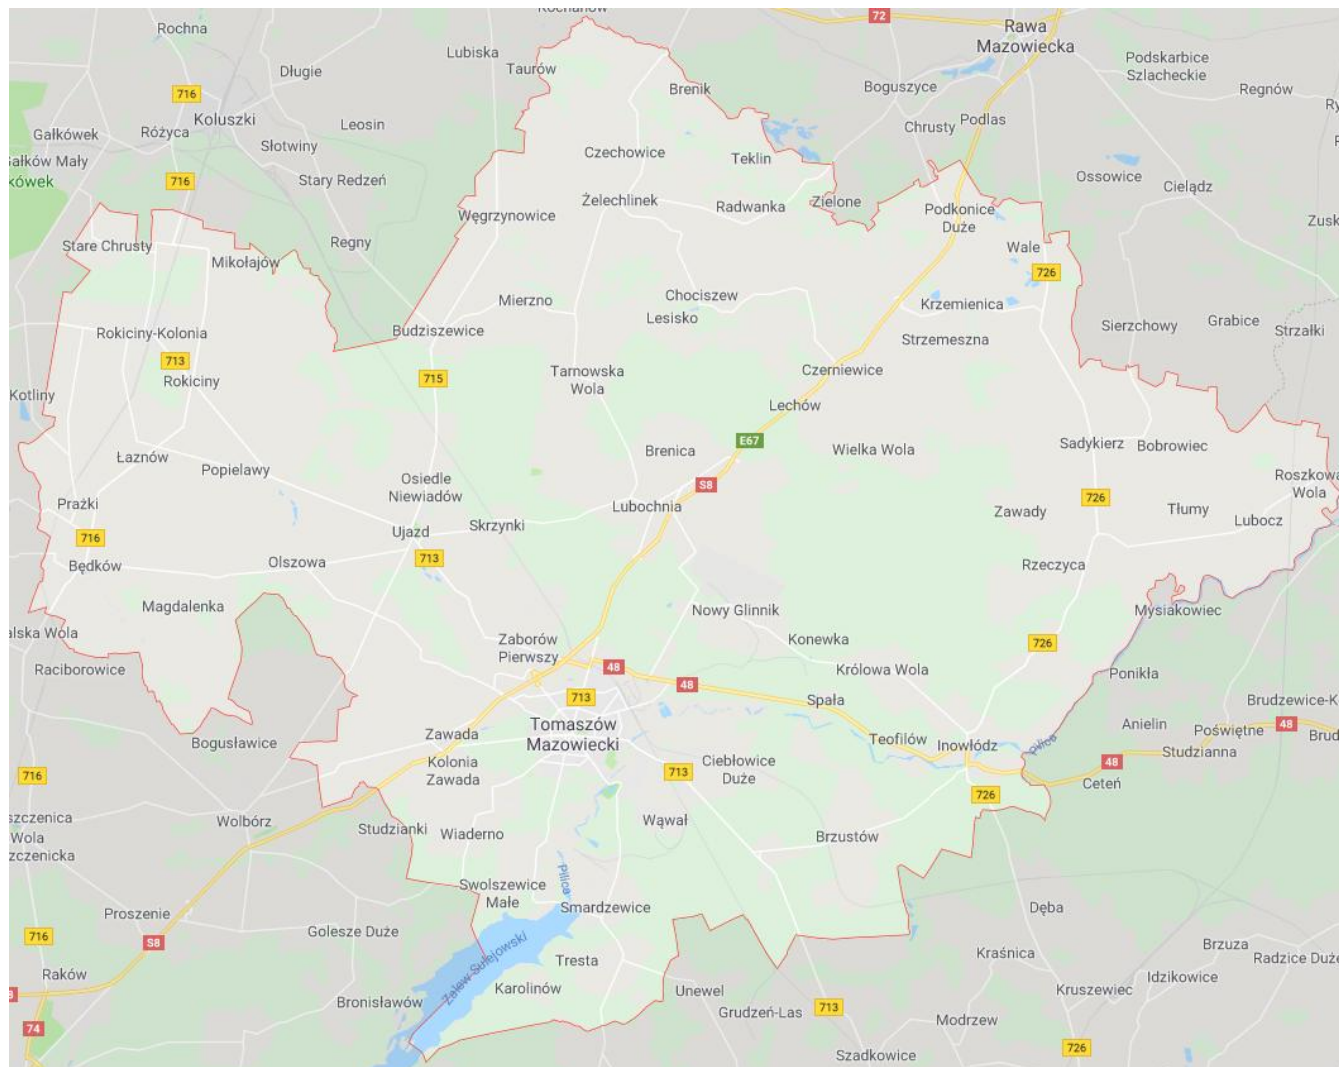 72
Rochna
Lubiska
Taurów
Rawa
Mazowiecka
Długie
Brenik
Boguszyce
Podskarbice
Szlacheckie
Regnów
716
Koluszki
Leosin
Chrusty
Podlas
Gałkówek
Różyca
Słotwiny
Czechowice
Teklin
Ossowice
Cielądz
716
Stary Redzeń
Żelechlinek
Radwanka
Zielone
Podkonice
Duże
Węgrzynowice
Stare Chrusty
Regny
Wale
Mikołajów
726
Mierzno
Chociszew
Lesisko
Krzemienica
Sierzchowy
Grabice
Strzałki
Rokiciny-Kolonia
Budziszewice
Strzemeszna
713
Rokiciny
715
Tarnowska
Wola
Czerniewice
Kotliny
Lechów
E67
Łaznów
Popielawy
Brenica
Wielka Wola
Sadykierz
Bobrowiec
Osiedle
Niewiadów
S8
Roszkowa
Wola
Prażki
Lubochnia
726
Zawady
Tłumy
Lubocz
716
Ujazd
Skrzynki
Będków
Olszowa
713
Rzeczyca
Magdalenka
Nowy Glinnik
Mysiakowiec
Zaborów
Pierwszy
Konewka
726
Raciborowice
48
48
Królowa Wola
Ponikła
713
Spała
Tomaszów
Mazowiecki
Anielin
Poświętne
48
Bogusławice
Zawada
Teofilów
Inowłódz
Pilica
Studzianna
Kolonia
Zawada
713
Ciebłowice
Duże
48
Ceteń
716
726
Wolbórz
Studzianki
Wiaderno
Wąwał
Brzustów
Wola
Pilica
Swolszewice
Małe
Smardzewice
Proszenie
Golesze Duże
Dęba
716
S8
Zalew Sulejowski
Tresta
Kraśnica
Brzuza
Raków
Karolinów
Unewel
Idzikowice
Bronisławów
Grudzeń-Las
713
Kruszewiec
74
Modrzew
Szadkowice
726